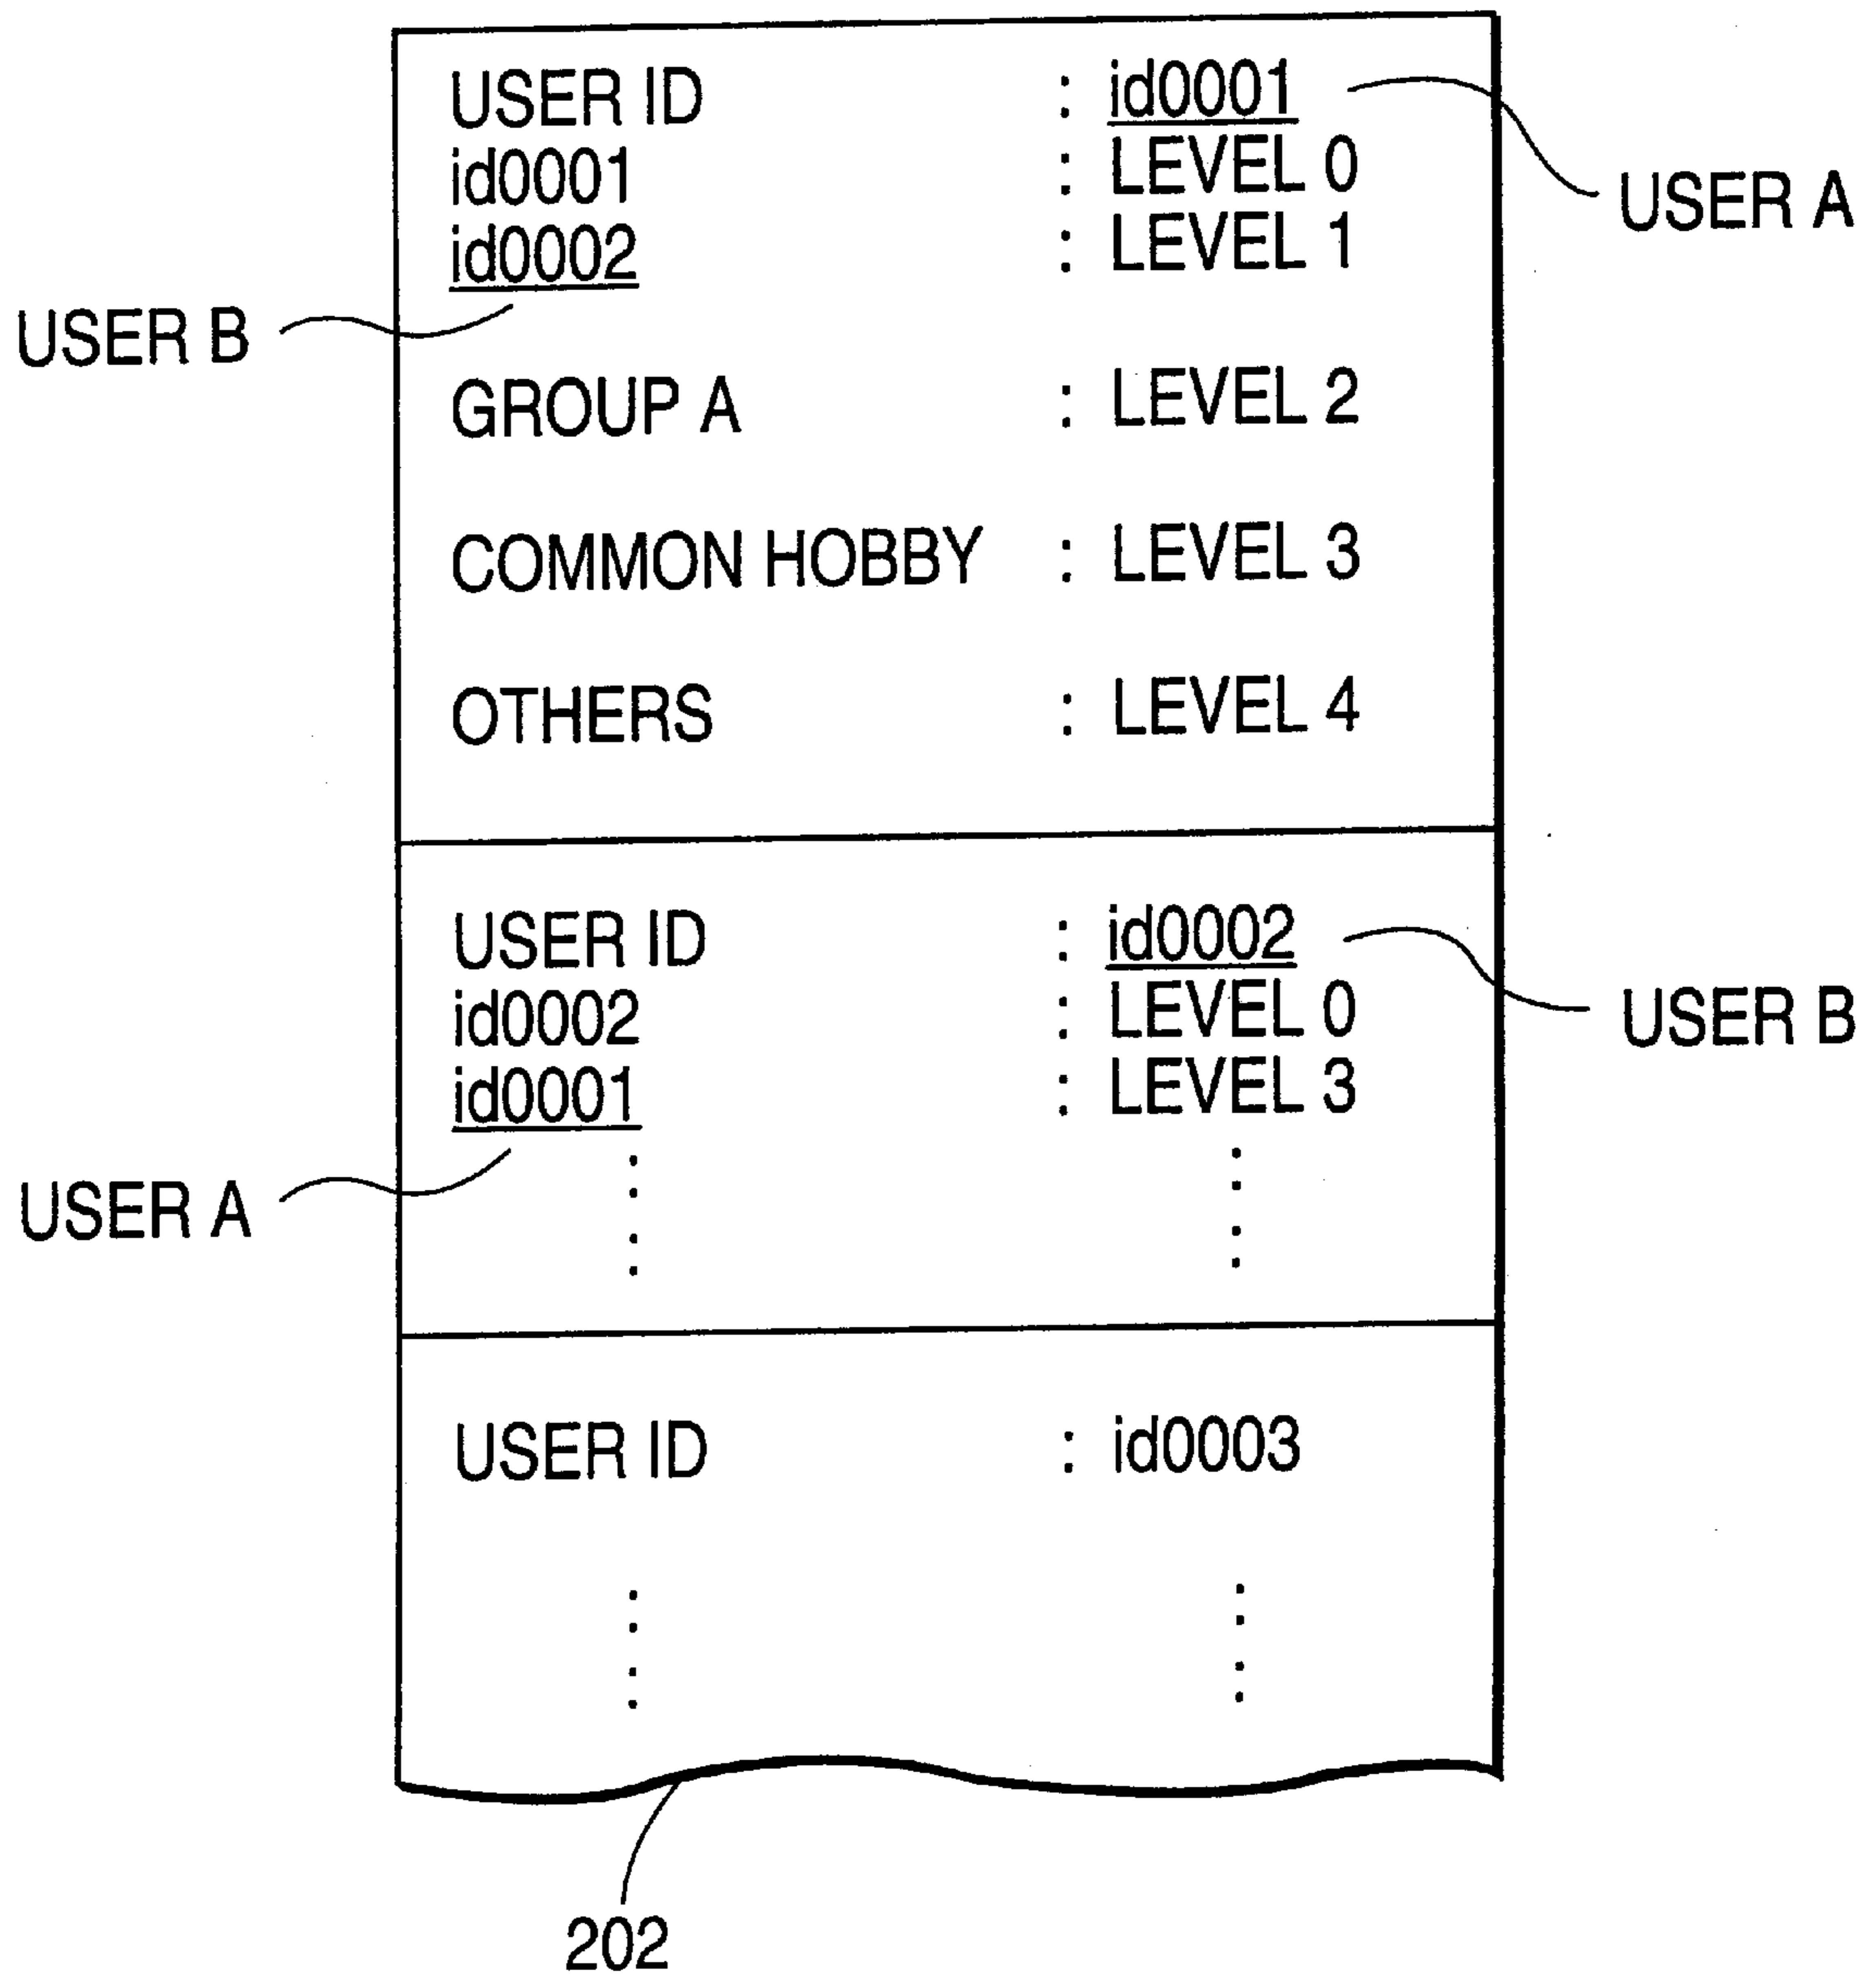 USER ID : id0001
USER A
id0001 : LEVEL 0
id0002 : LEVEL 1
USER B
GROUP A : LEVEL 2
COMMON HOBBY : LEVEL 3
OTHERS : LEVEL 4
USER ID : id0002
USER B
id0002 : LEVEL 0
id0001 : LEVEL 3
USER A
USER ID : id0003
202